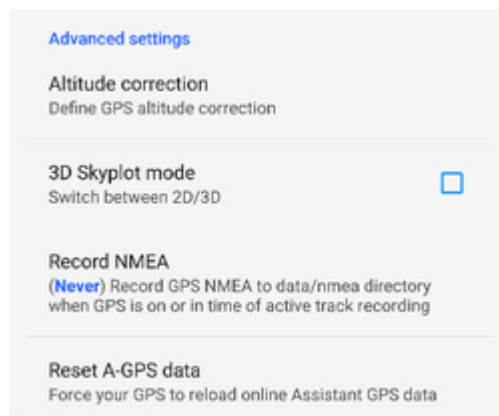 Advanced settings
Altitude correction
Define GPS altitude correction
3D Skyplot mode
Switch between 2D/3D
Record NMEA
(Never) Record GPS NMEA to data/nmea directory
when GPS is on or in time of active track recording
Reset A-GPS data
Force your GPS to reload online Assistant GPS data